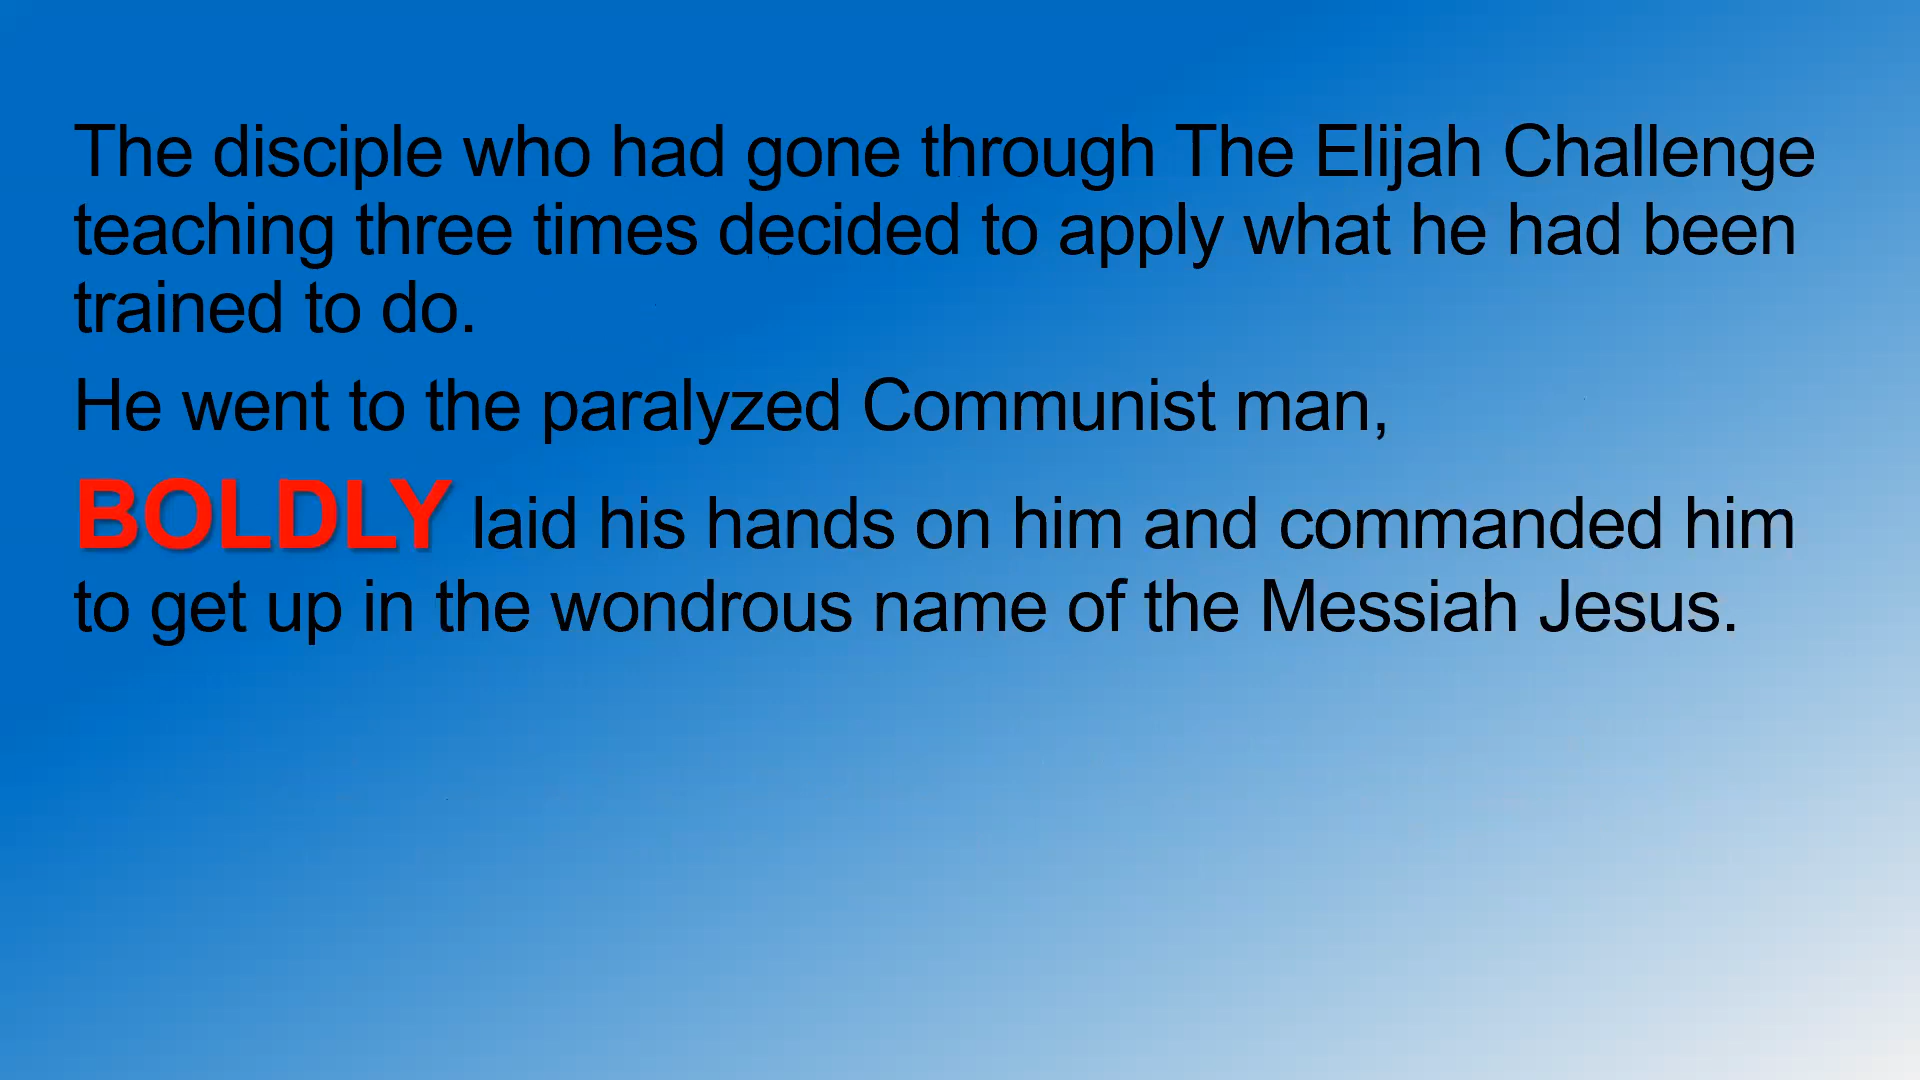 The disciple who had gone through The Elijah Challenge
teaching three times decided to apply what he had been
trained to do.
He went to the paralyzed Communist man,
BOLDLY laid his hands on him and commanded him
to get up in the wondrous name of the Messiah Jesus.